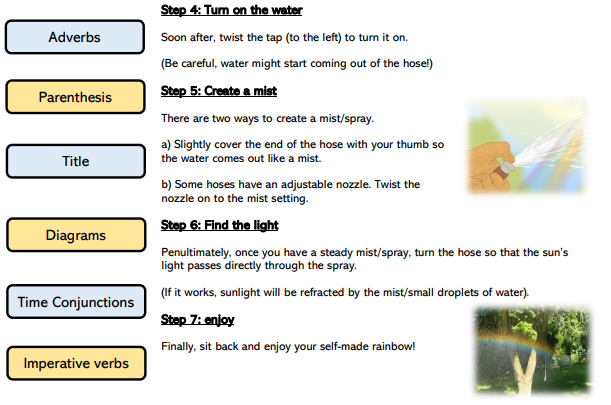 Adverbs
Parenthesis
Title
Diagrams
Time Conjunctions
Imperative verbs
Step 4: Turn on the water
Soon after, twist the tap (to the left) to turn it on.
(Be careful, water might start coming out of the hose!)
Step 5: Create a mist
There are two ways to create a mist/spray.
a) Slightly cover the end of the hose with your thumb so
the water comes out like a mist.
b) Some hoses have an adjustable nozzle. Twist the
nozzle on to the mist setting.
Step 6: Find the light
Penultimately, once you have a steady mist/spray, turn the hose so that the sun's
light passes directly through the spray.
(If it works, sunlight will be refracted by the mist/small droplets of water).
Step 7: enjoy
Finally, sit back and enjoy your self-made rainbow!